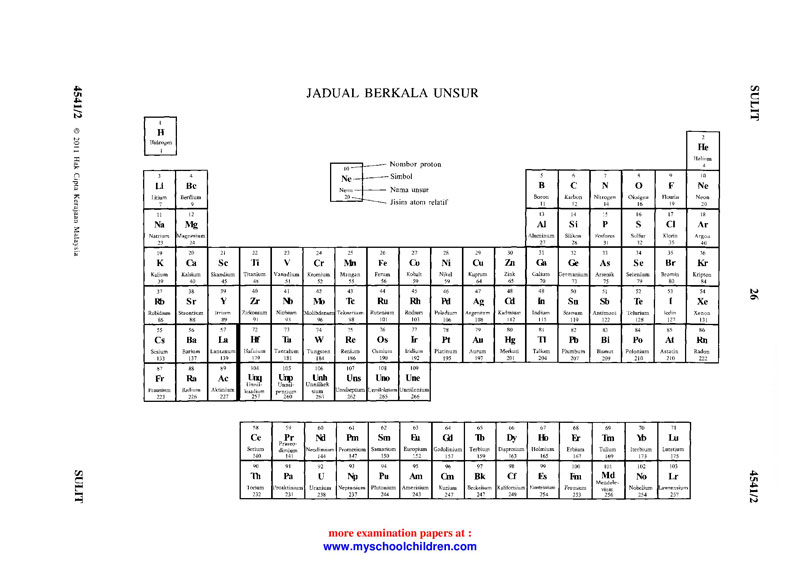 SULIT
26
4541/2
4541/2 © 2011 Hak Cipta Kerajaan Malaysia
SULIT
JADUAL BERKALA UNSUR
1
H
Hidrogen
1
2
He
Helium
4
10 Nombor proton
Ne Simbol
Neon Nama unsur
20 Jisim atom relatif
3 4 5 6 7 8 9 10
Li Be B C N O F Ne
Litium Berilium Boron Karbon Nitrogen Oksigen Fluorin Neon
7 9 11 12 14 16 19 20
11 12 13 14 15 16 17 18
Na Mg Al Si P S Cl Ar
Natrium Magnesium Aluminium Silikon Fosforus Sulfur Klorin Argon
23 24 27 28 31 32 35 40
19 20 21 22 23 24 25 26 27 28 29 30 31 32 33 34 35 36
K Ca Sc Ti V Cr Mn Fe Co Ni Cu Zn Ga Ge As Se Br Kr
Kalium Kalsium Skandium Titanium Vanadium Kromium Mangan Ferum Kobalt Nikel Kuprum Zink Galium Germanium Arsenik Selenium Bromin Kripton
39 40 45 48 51 52 55 56 59 59 64 65 70 73 75 79 80 84
37 38 39 40 41 42 43 44 45 46 47 48 49 50 51 52 53 54
Rb Sr Y Zr Nb Mo Tc Ru Rh Pd Ag Cd In Sn Sb Te I Xe
Rubidium Strontium Itrium Zirkonium Niobium Molibdenum Teknetium Rutenium Rodium Paladium Argentum Kadmium Indium Stanum Antimoni Telurium Iodin Xenon
86 88 89 91 93 96 98 101 103 106 108 112 115 119 122 128 127 131
55 56 57 72 73 74 75 76 77 78 79 80 81 82 83 84 85 86
Cs Ba La Hf Ta W Re Os Ir Pt Au Hg Tl Pb Bi Po At Rn
Sesium Barium Lantanum Hafnium Tantalum Tungsten Renium Osmium Iridium Platinum Aurum Merkuri Talium Plumbum Bismut Polonium Astatin Radon
133 137 139 179 181 184 186 190 192 195 197 201 204 207 209 210 210 222
87 88 89 104 105 106 107 108 109
Fr Ra Ac Unq Unp Unh Uns Uno Une
Fransium Radium Aktinium Unnil- Unnil- Unnilhek Unnilseptium Unniloktium Unnilenium
kuadium pentium sium
223 226 227 257 260 263 262 265 266
58 59 60 61 62 63 64 65 66 67 68 69 70 71
Ce Pr Nd Pm Sm Eu Gd Tb Dy Ho Er Tm Yb Lu
Serium Praseo- Neodimium Prometium Samarium Europium Gadolinium Terbium Disprosium Holmium Erbium Tulium Iterbium Lutetium
dimium
140 141 144 147 150 152 157 159 163 165 167 169 173 175
90 91 92 93 94 95 96 97 98 99 100 101 102 103
Th Pa U Np Pu Am Cm Bk Cf Es Fm Md No Lr
Torium Protaktinium Uranium Neptunium Plutonium Amerisium Kurium Berkelium Kalifornium Einsteinium Fermium Mendele- Nobelium Lawrensium
vium
232 231 238 237 244 243 247 247 249 254 253 256 254 257
more examination papers at :
www.myschoolchildren.com